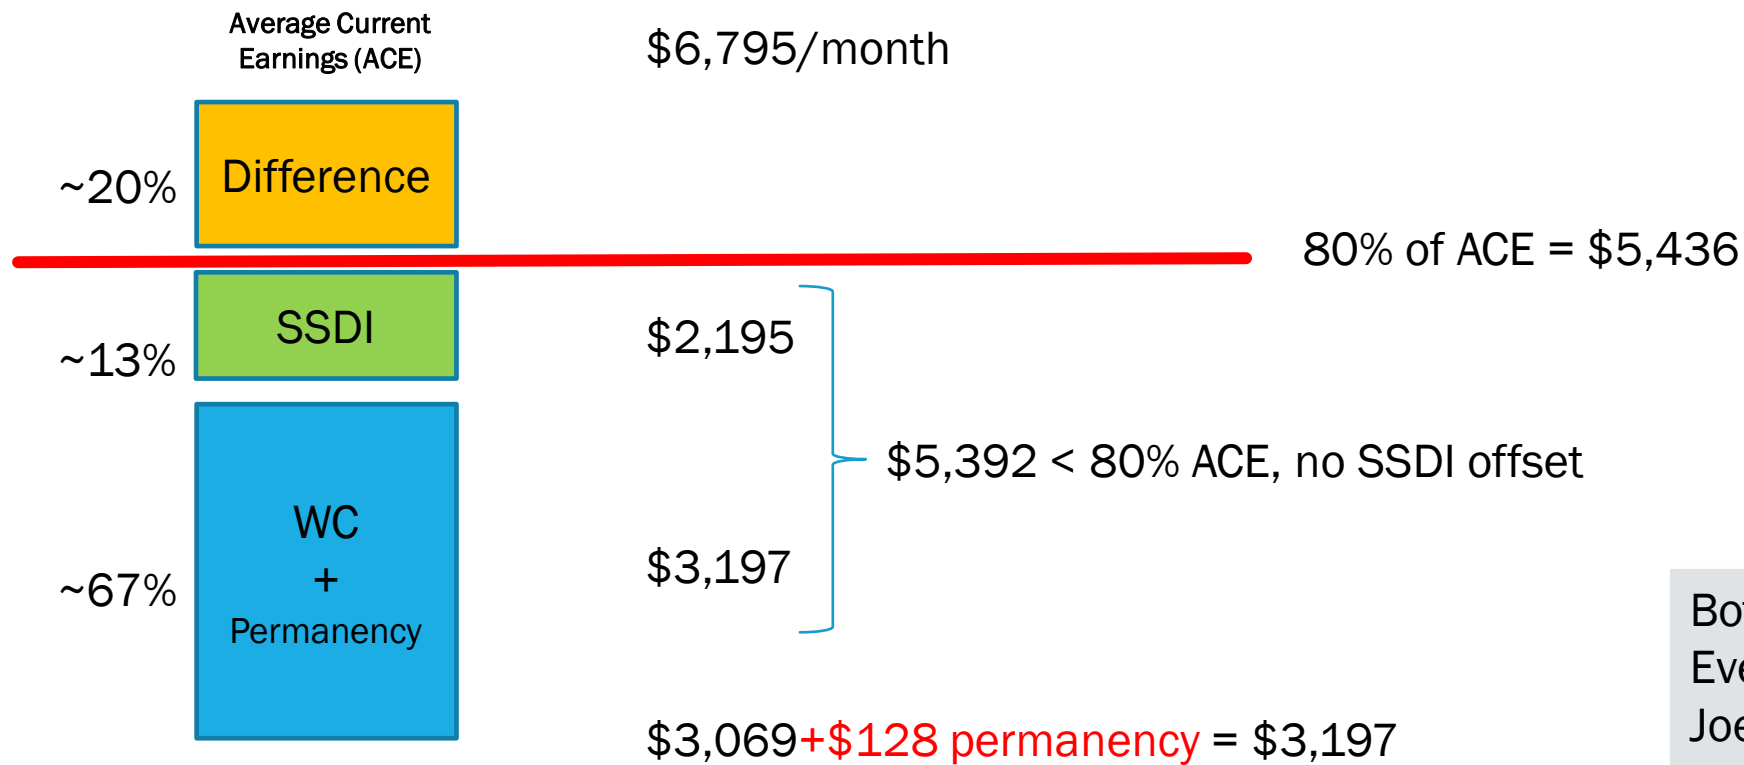 Average Current
Earnings (ACE)
$6,795/month
~20%
Difference
80% of ACE = $5,436
~13%
SSDI
$2,195
$5,392 < 80% ACE, no SSDI offset
~67%
WC
+
Permanency
$3,197
$3,069+$128 permanency = $3,197